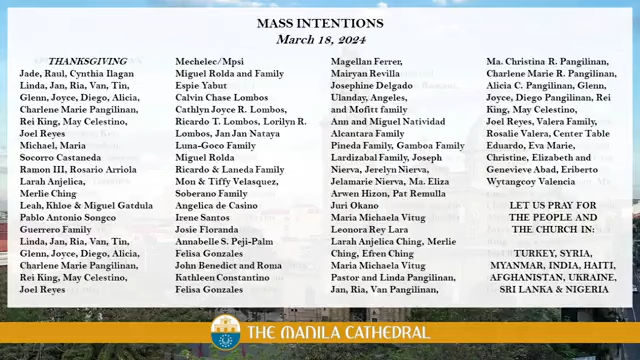 MASS INTENTIONS
March 18, 2024
THANKSGIVING
Jade, Raul, Cynthia Ilagan
Linda, Jan, Ria, Van, Tin,
Glenn, Joyce, Diego, Alicia,
Charlene Marie Pangilinan,
Rei King, May Celestino,
Joel Reyes
Michael, Maria
Socorro Castaneda
Ramon III, Rosario Arriola
Larah Anjelica,
Merlie Ching
Leah, Khloe & Miguel Gatdula
Pablo Antonio Songco
Guerrero Family
Linda, Jan, Ria, Van, Tin,
Glenn, Joyce, Diego, Alicia,
Charlene Marie Pangilinan,
Rei King, May Celestino,
Joel Reyes
Mechelec/Mpsi
Miguel Rolda and Family
Espie Yabut
Calvin Chase Lombos
Cathlyn Joyce R. Lombos,
Ricardo T. Lombos, Lorilyn R.
Lombos, Jan Jan Nataya
Luna-Goco Family
Miguel Rolda
Ricardo & Laneda Family
Mon & Tiffy Velasquez,
Soberano Family
Angelica de Casino
Irene Santos
Josie Floranda
Annabelle S. Peji-Palm
Felisa Gonzales
John Benedict and Roma
Kathleen Constantino
Felisa Gonzales
Magellan Ferrer,
Mairyan Revilla
Josephine Delgado
Ulanday, Angeles,
and Mofitt family
Ann and Miguel Natividad
Alcantara Family
Pineda Family, Gamboa Family
Lardizabal Family, Joseph
Nierva, Jerelyn Nierva,
Jelamarie Nierva, Ma. Eliza
Arwen Hizon, Pat Remulla
Juri Okano
Maria Michaela Vitug
Leonora Rey Lara
Larah Anjelica Ching, Merlie
Ching, Efren Ching
Maria Michaela Vitug
Pastor and Linda Pangilinan,
Jan, Ria, Van Pangilinan,
Ma. Christina R. Pangilinan,
Charlene Marie R. Pangilinan,
Alicia C. Pangilinan, Glenn,
Joyce, Diego Pangilinan, Rei
King, May Celestino,
Joel Reyes, Valera Family,
Rosalie Valera, Center Table
Eduardo, Eva Marie,
Christine, Elizabeth and
Genevieve Abad, Eriberto
Wytangcoy Valencia
LET US PRAY FOR
THE PEOPLE AND
THE CHURCH IN:
TURKEY, SYRIA,
MYANMAR, INDIA, HAITI,
AFGHANISTAN, UKRAINE,
SRI LANKA & NIGERIA
THE MANILA CATHEDRAL